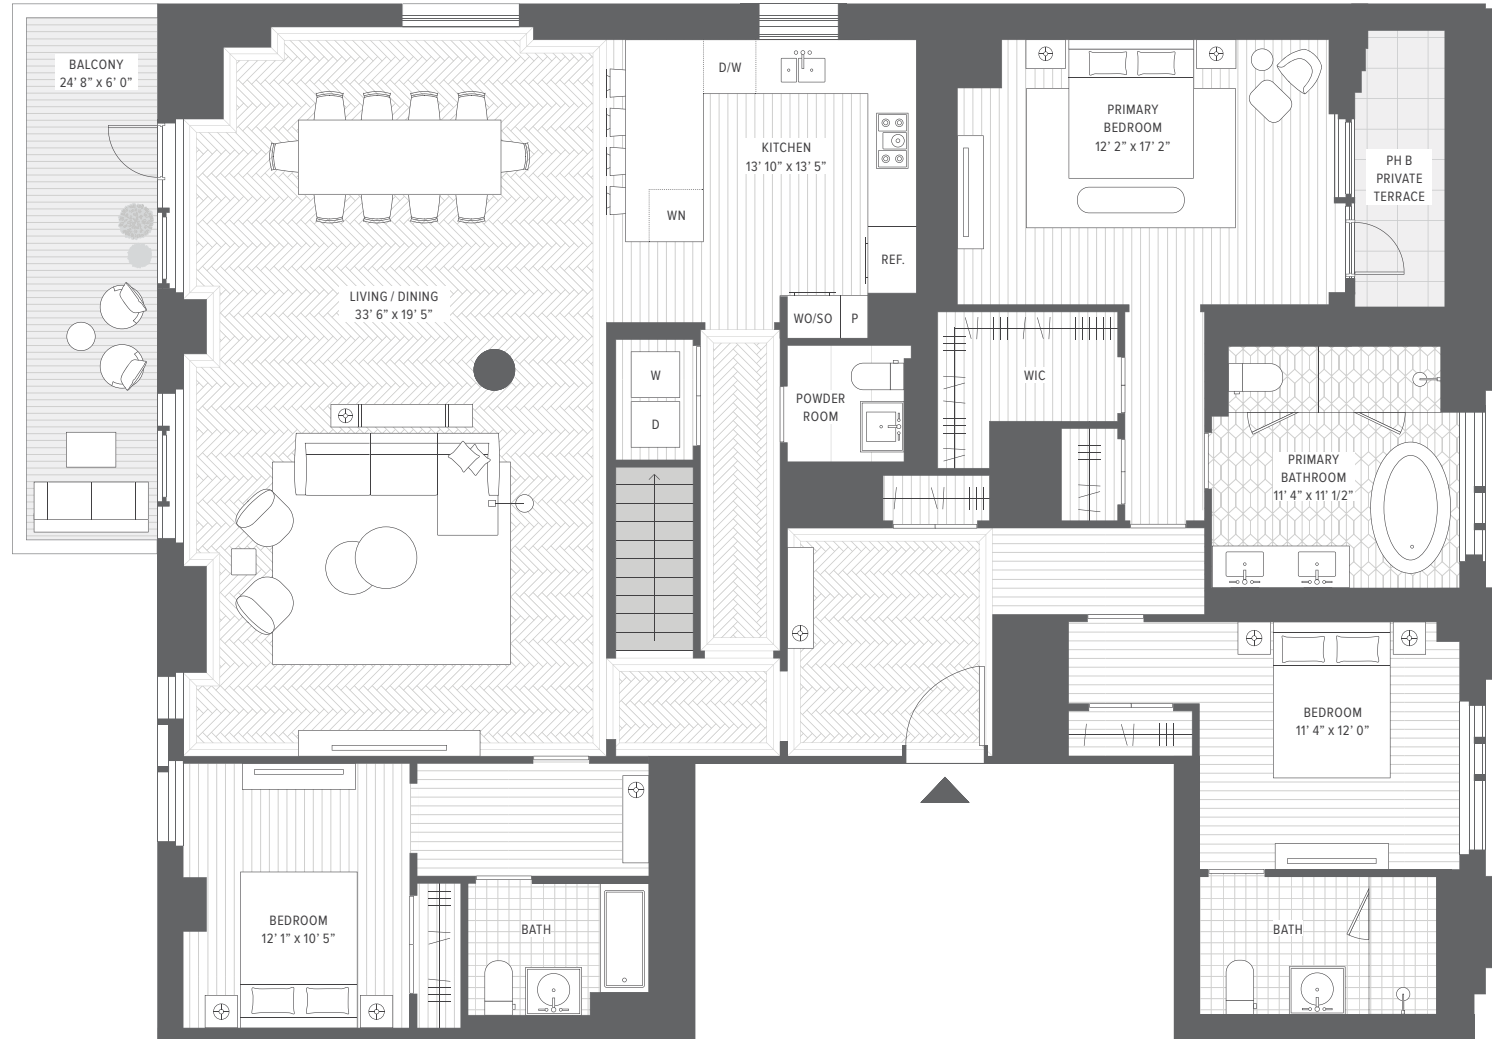 BALCONY
24’ 8” x 6’ 0”
D/W
KITCHEN
13’ 10” x 13’ 5”
WN
REF.
WO/SO
P
PRIMARY
BEDROOM
12’ 2” x 17’ 2”
PH B
PRIVATE
TERRACE
LIVING / DINING
33’ 6” x 19’ 5”
W
D
POWDER
ROOM
WIC
PRIMARY
BATHROOM
11’ 4” x 11’ 1/2”
BEDROOM
11’ 4” x 12’ 0”
BEDROOM
12’ 1” x 10’ 5”
BATH
BATH